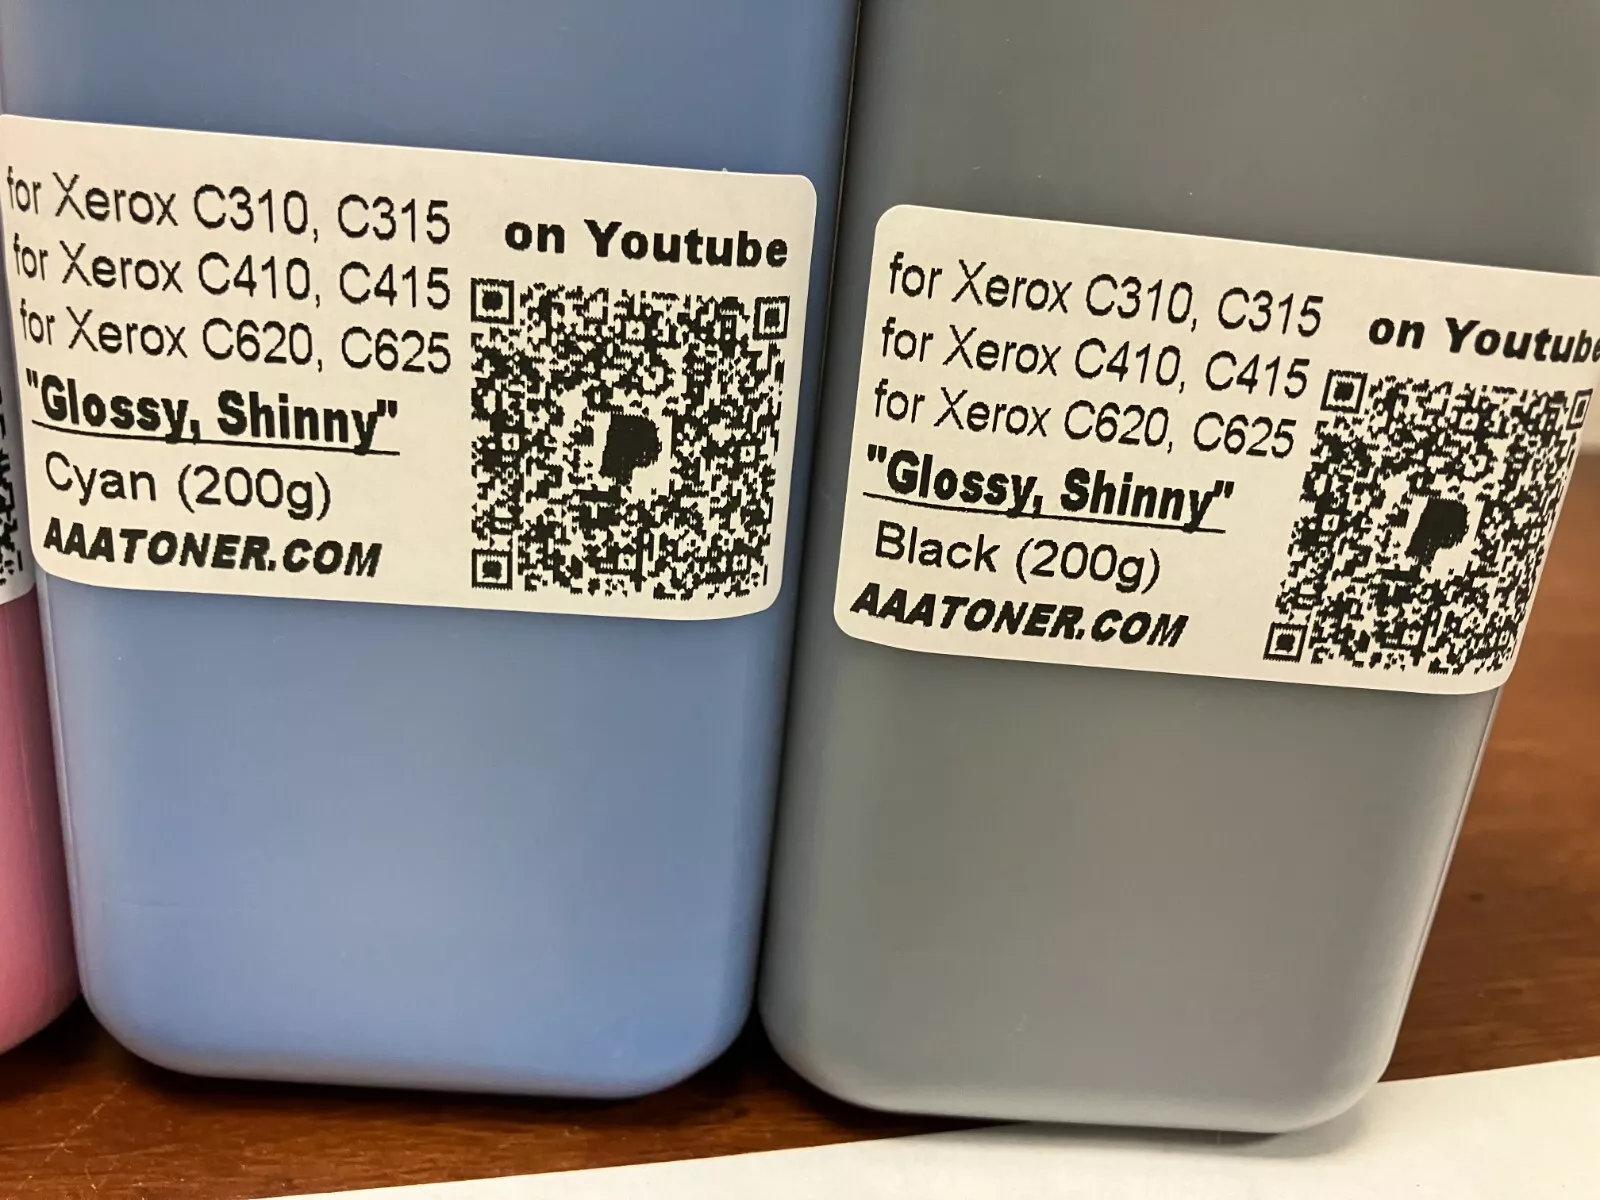 for Xerox C310, C315
for Xerox C410, C415
for Xerox C620, C625
"Glossy, Shinny"
Cyan (200g)
AAATONER.COM
on Youtube
for Xerox C310, C315
for Xerox C410, C415
for Xerox C620, C625
"Glossy, Shinny"
Black (200g)
AAATONER.COM
on Youtube